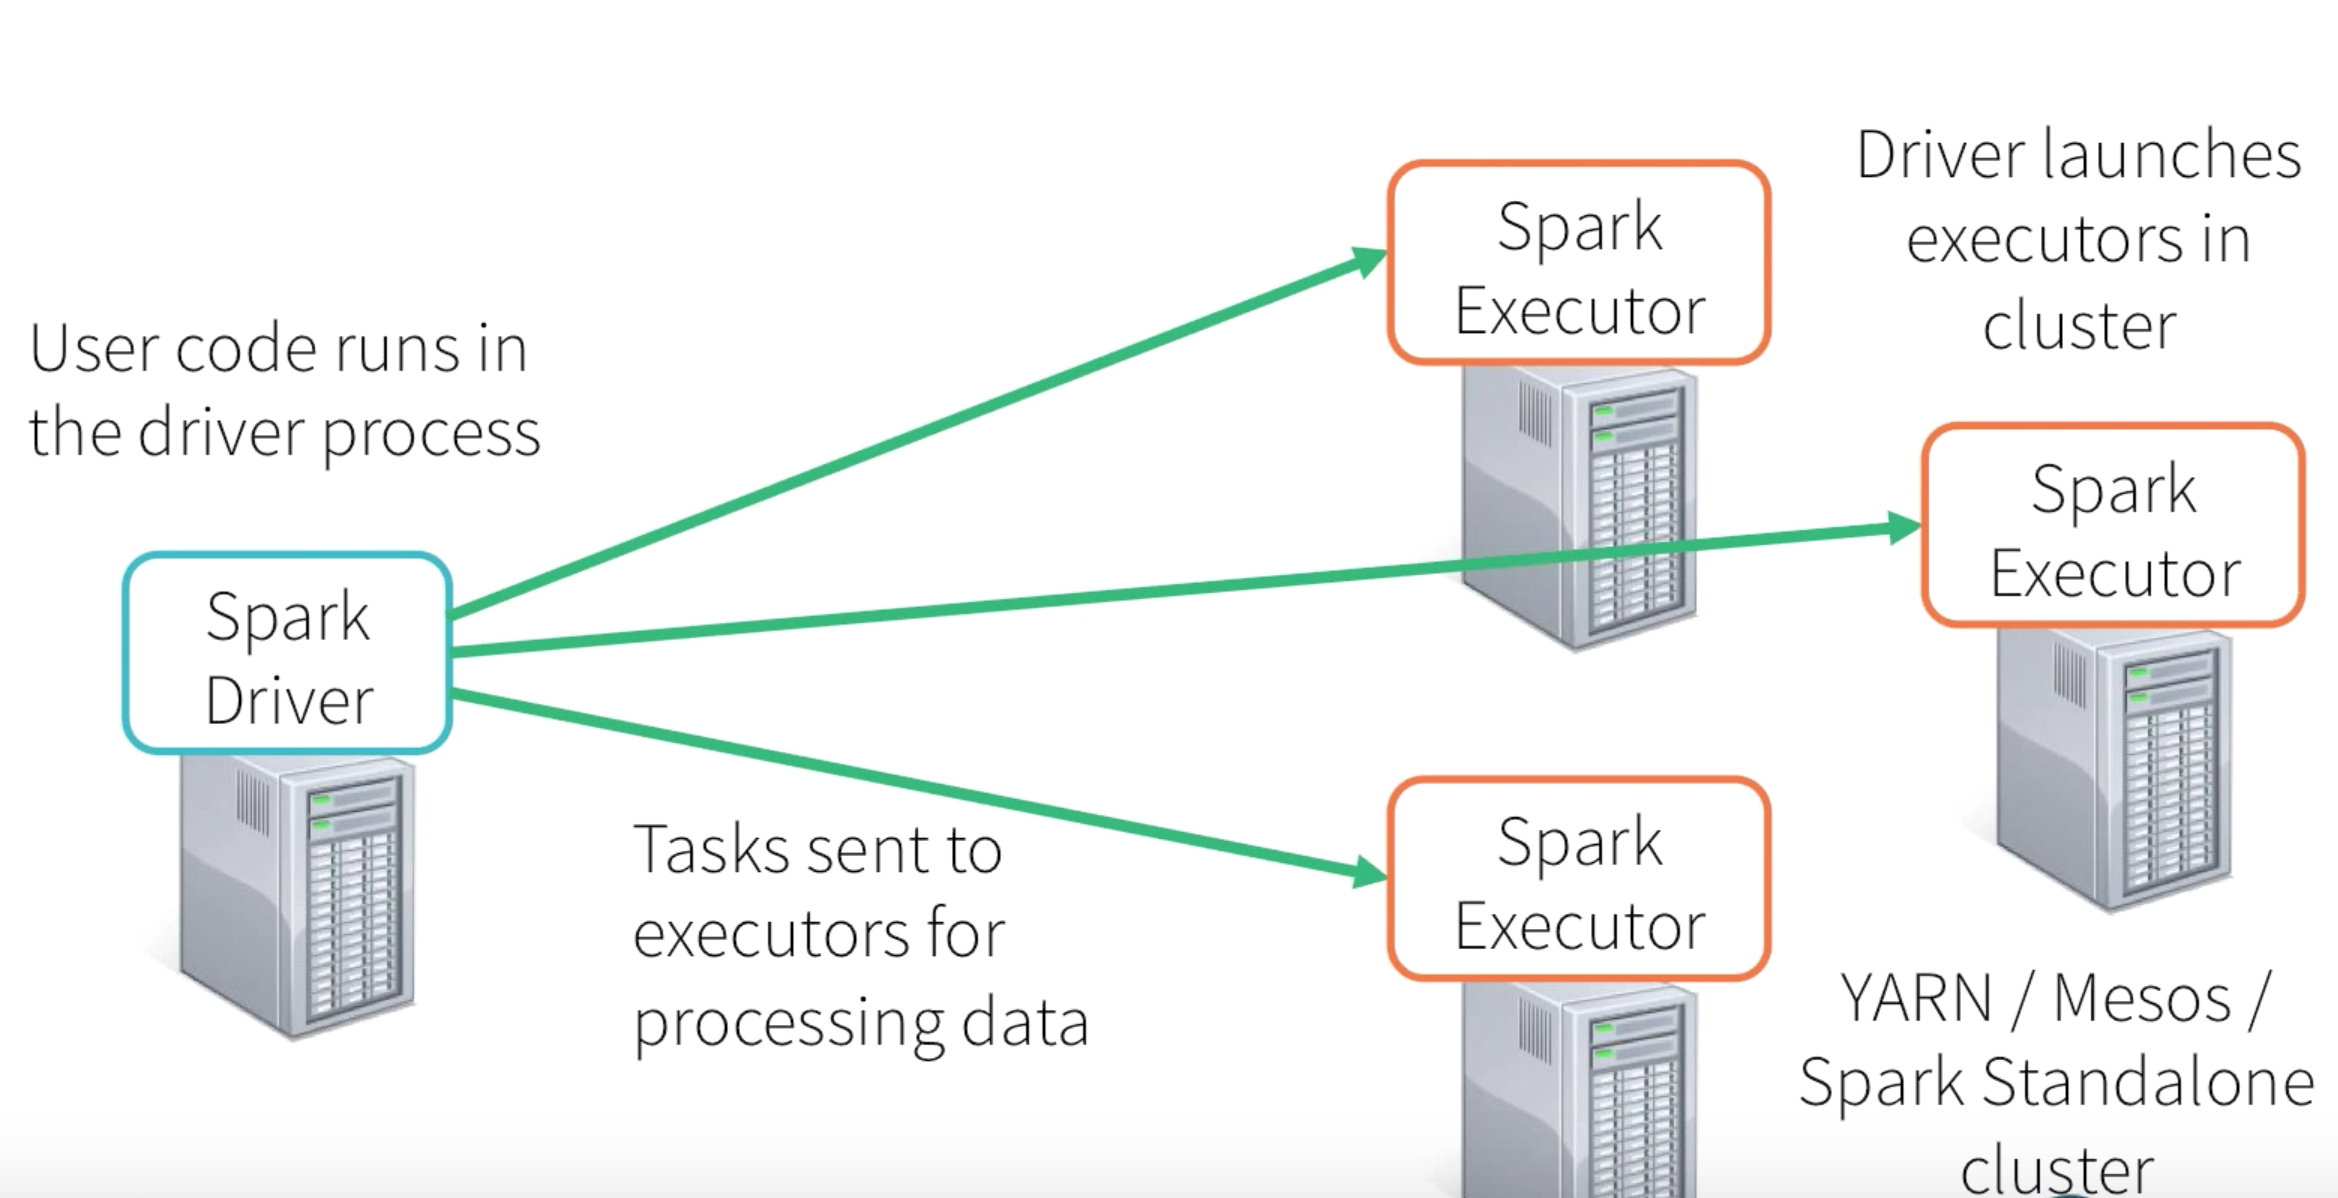 Driver launches
executors in
cluster
Spark
Executor
User code runs in
the driver process
Spark
Executor
Spark
Driver
Tasks sent to
executors for
processing data
Spark
Executor
YARN / Mesos /
Spark Standalone
cluster